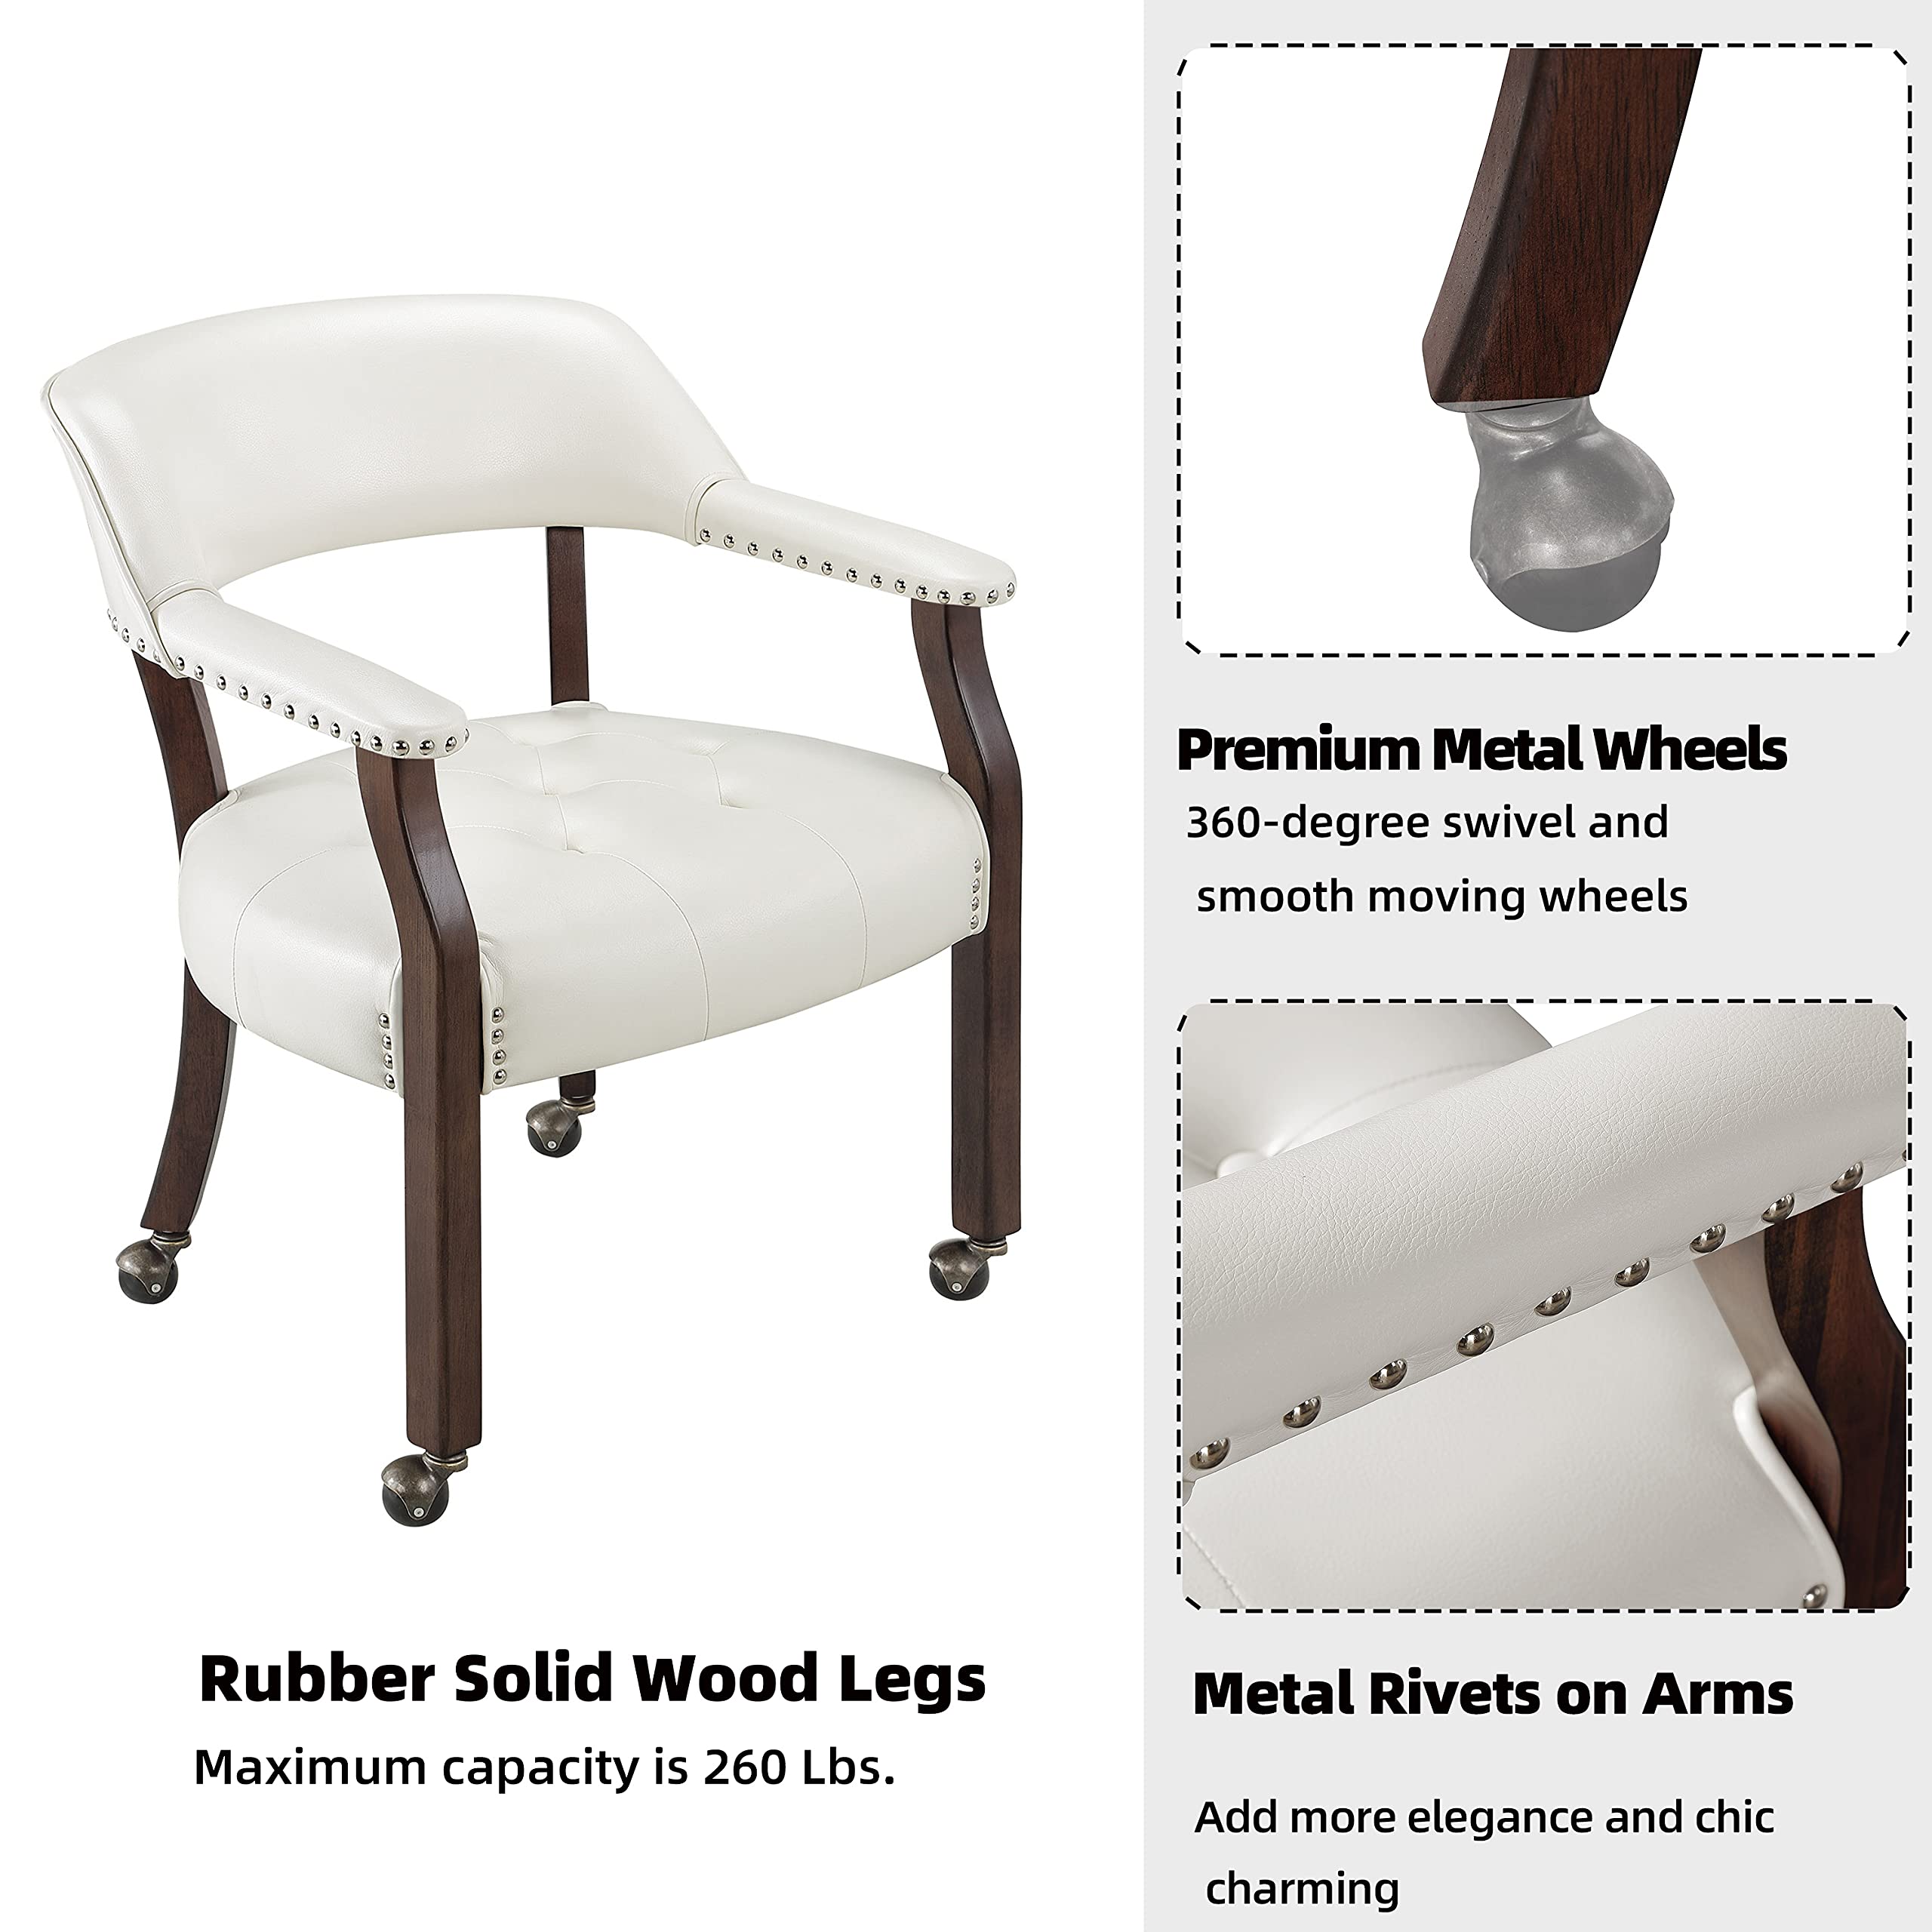 Premium Metal Wheels
360-degree swivel and
smooth moving wheels
Rubber Solid Wood Legs
Maximum capacity is 260 Lbs.
Metal Rivets on Arms
Add more elegance and chic
charming